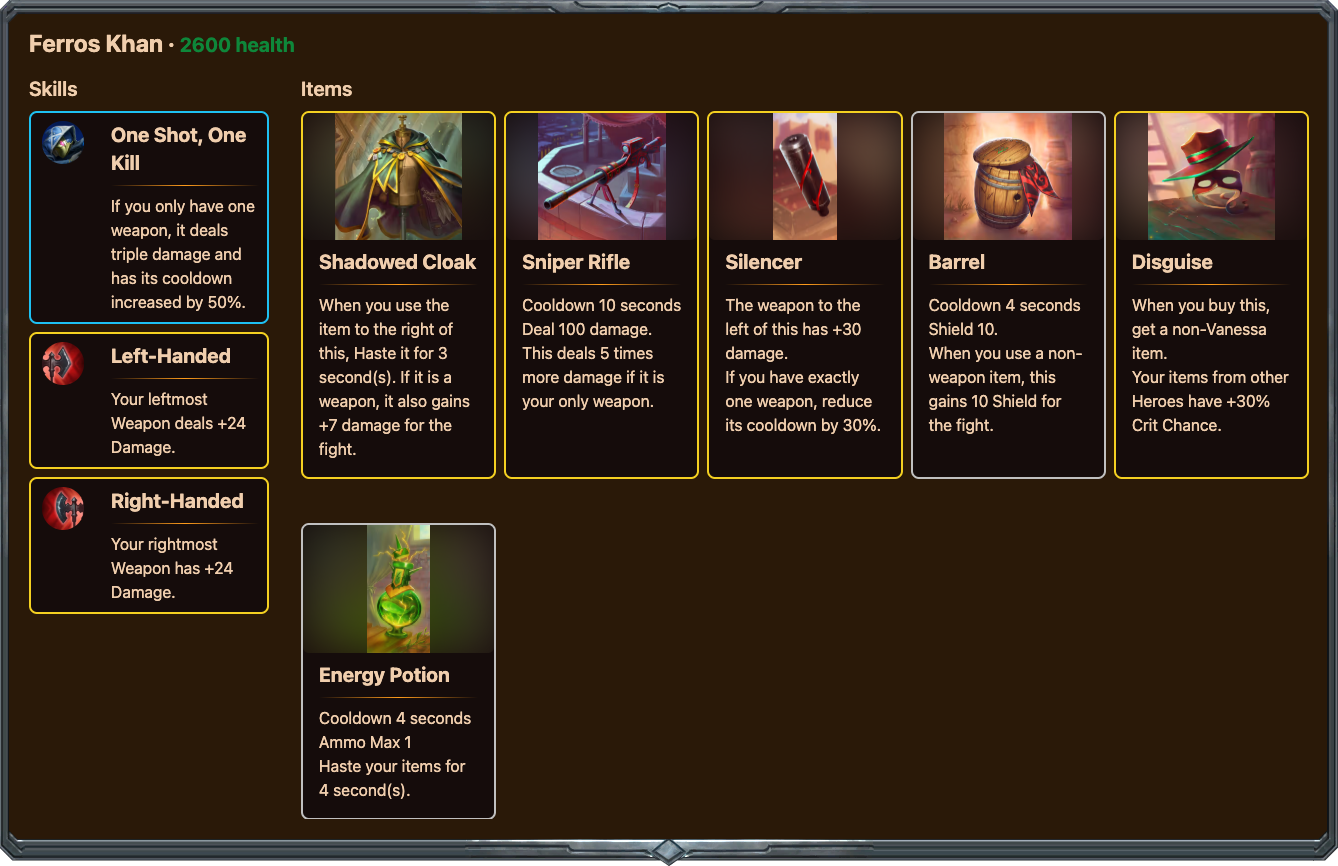 Ferros Khan · 2600 health
Skills
One Shot, One
Kill
If you only have one
weapon, it deals
triple damage and
has its cooldown
increased by 50%.
Left-Handed
Your leftmost
Weapon deals +24
Damage.
Right-Handed
Your rightmost
Weapon has +24
Damage.
Items
Shadowed Cloak
When you use the
item to the right of
this, Haste it for 3
second(s). If it is a
weapon, it also gains
+7 damage for the
fight.
Sniper Rifle
Cooldown 10 seconds
Deal 100 damage.
This deals 5 times
more damage if it is
your only weapon.
Silencer
The weapon to the
left of this has +30
damage.
If you have exactly
one weapon, reduce
its cooldown by 30%.
Barrel
Cooldown 4 seconds
Shield 10.
When you use a non-
weapon item, this
gains 10 Shield for
the fight.
Disguise
When you buy this,
get a non-Vanessa
item.
Your items from other
Heroes have +30%
Crit Chance.
Energy Potion
Cooldown 4 seconds
Ammo Max 1
Haste your items for
4 second(s).